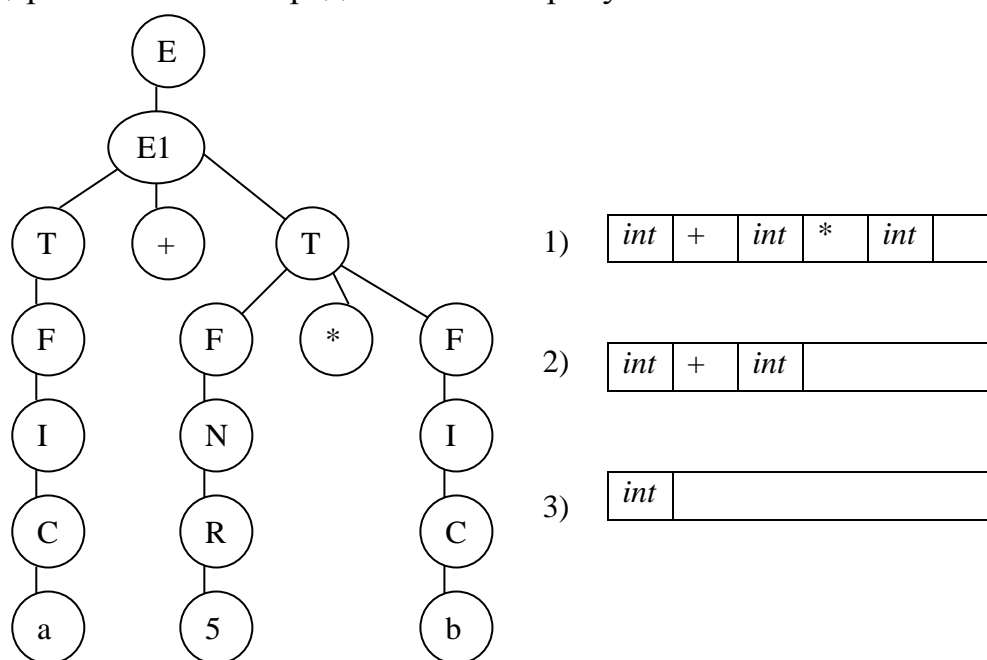 E
E1
T + T
F F * F
I N I
C R C
a 5 b
1) int + int * int
2) int + int
3) int